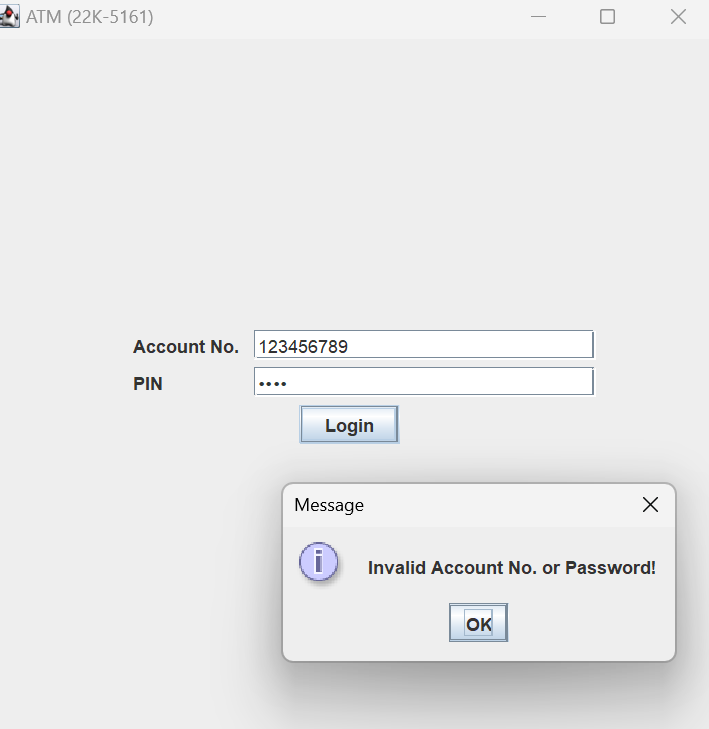 ATM (22K-5161)
Account No. 123456789
PIN ••••
Login
Message
i
Invalid Account No. or Password!
OK